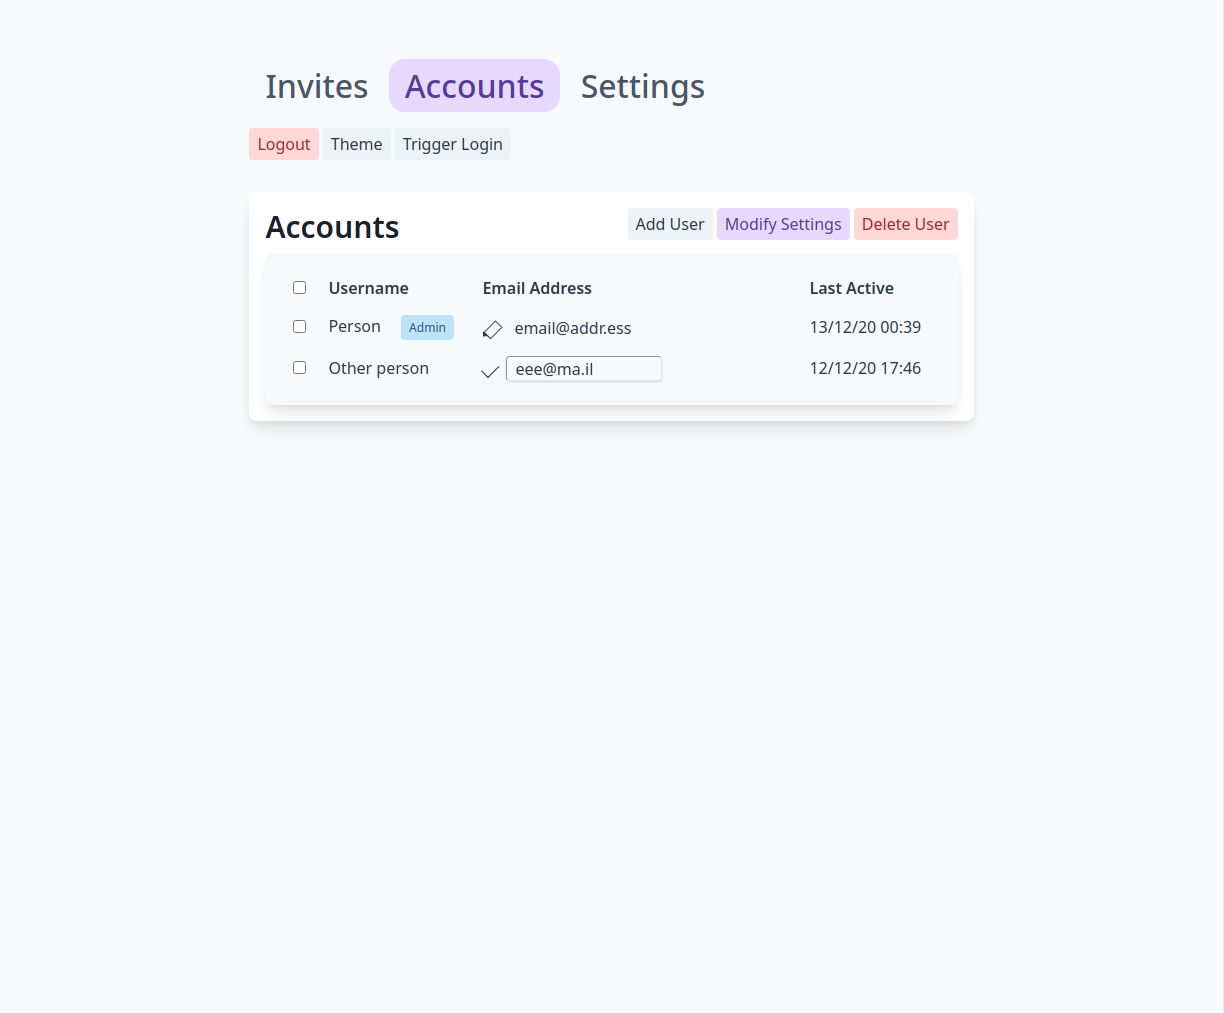 Invites Accounts Settings
Logout Theme Trigger Login
Accounts Add User Modify Settings Delete User
Username Email Address Last Active
Person Admin email@addr.ess 13/12/20 00:39
Other person eee@ma.il 12/12/20 17:46